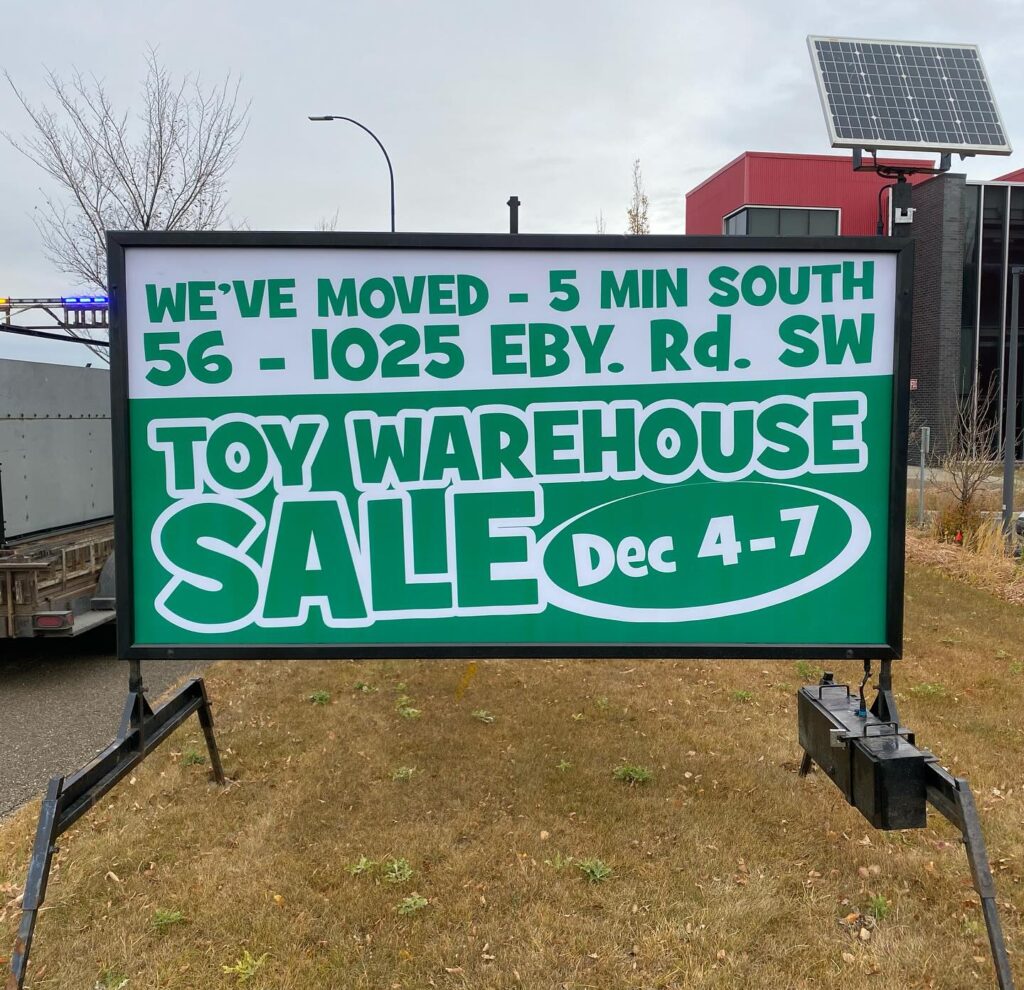 WE'VE MOVED - 5 MIN SOUTH
56 - 1025 EBY. Rd. SW
TOY WAREHOUSE
SALE Dec 4-7